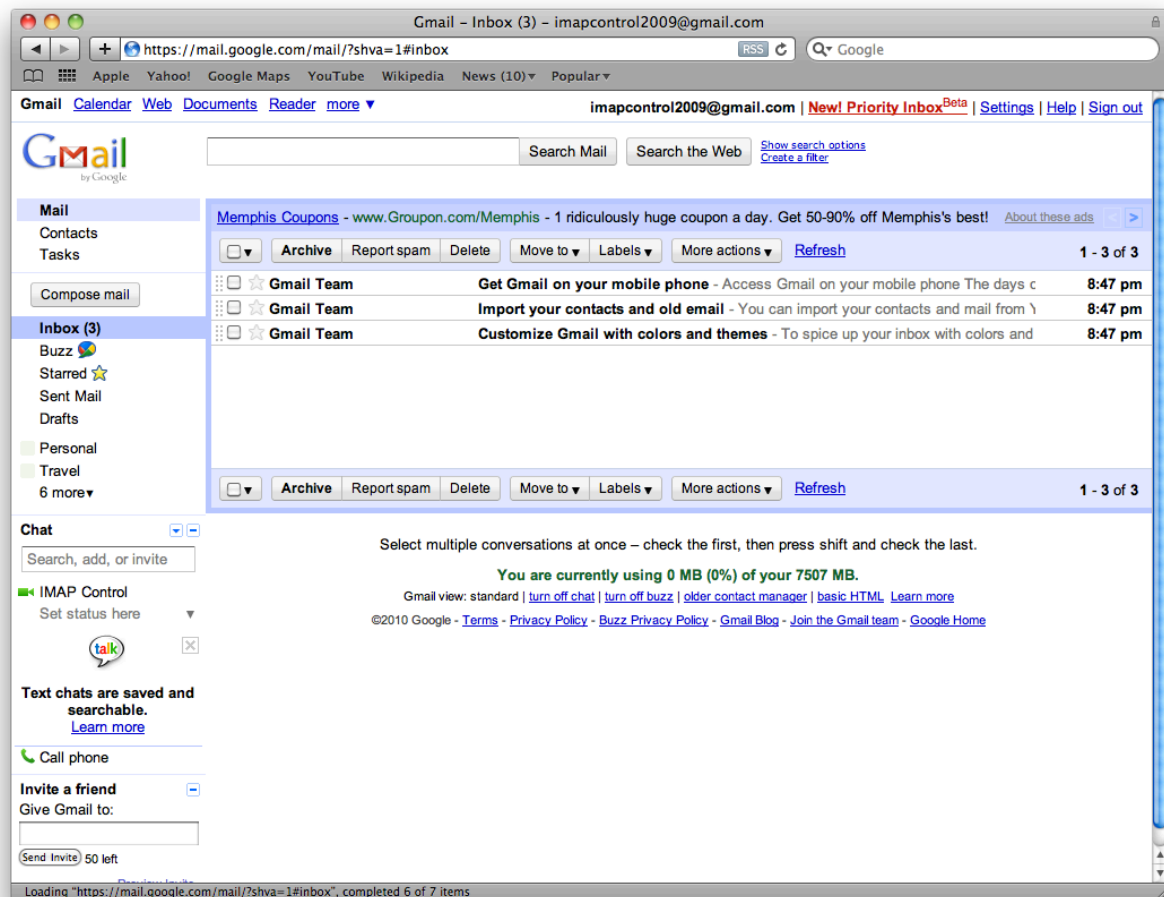 Gmail – Inbox (3) – imapcontrol2009@gmail.com
https://mail.google.com/mail/?shva=1#inbox RSS Google
Apple Yahoo! Google Maps YouTube Wikipedia News (10)▾ Popular▾
Gmail Calendar Web Documents Reader more ▼ imapcontrol2009@gmail.com | New! Priority Inbox Beta | Settings | Help | Sign out
Gmail by Google
Search Mail Search the Web Show search options
Create a filter
Mail
Contacts
Tasks
Compose mail
Inbox (3)
Buzz
Starred
Sent Mail
Drafts
Personal
Travel
6 more▾
Memphis Coupons - www.Groupon.com/Memphis - 1 ridiculously huge coupon a day. Get 50-90% off Memphis's best! About these ads < >
Archive Report spam Delete Move to ▾ Labels ▾ More actions ▾ Refresh 1 - 3 of 3
Gmail Team Get Gmail on your mobile phone - Access Gmail on your mobile phone The days 8:47 pm
Gmail Team Import your contacts and old email - You can import your contacts and mail from 8:47 pm
Gmail Team Customize Gmail with colors and themes - To spice up your inbox with colors and 8:47 pm
Archive Report spam Delete Move to ▾ Labels ▾ More actions ▾ Refresh 1 - 3 of 3
Chat
Search, add, or invite
IMAP Control
Set status here ▼
talk
Text chats are saved and
searchable.
Learn more
Call phone
Invite a friend
Give Gmail to:
Send Invite 50 left
Select multiple conversations at once – check the first, then press shift and check the last.
You are currently using 0 MB (0%) of your 7507 MB.
Gmail view: standard | turn off chat | turn off buzz | older contact manager | basic HTML Learn more
©2010 Google - Terms - Privacy Policy - Buzz Privacy Policy - Gmail Blog - Join the Gmail team - Google Home
Loading "https://mail.google.com/mail/?shva=1#inbox", completed 6 of 7 items